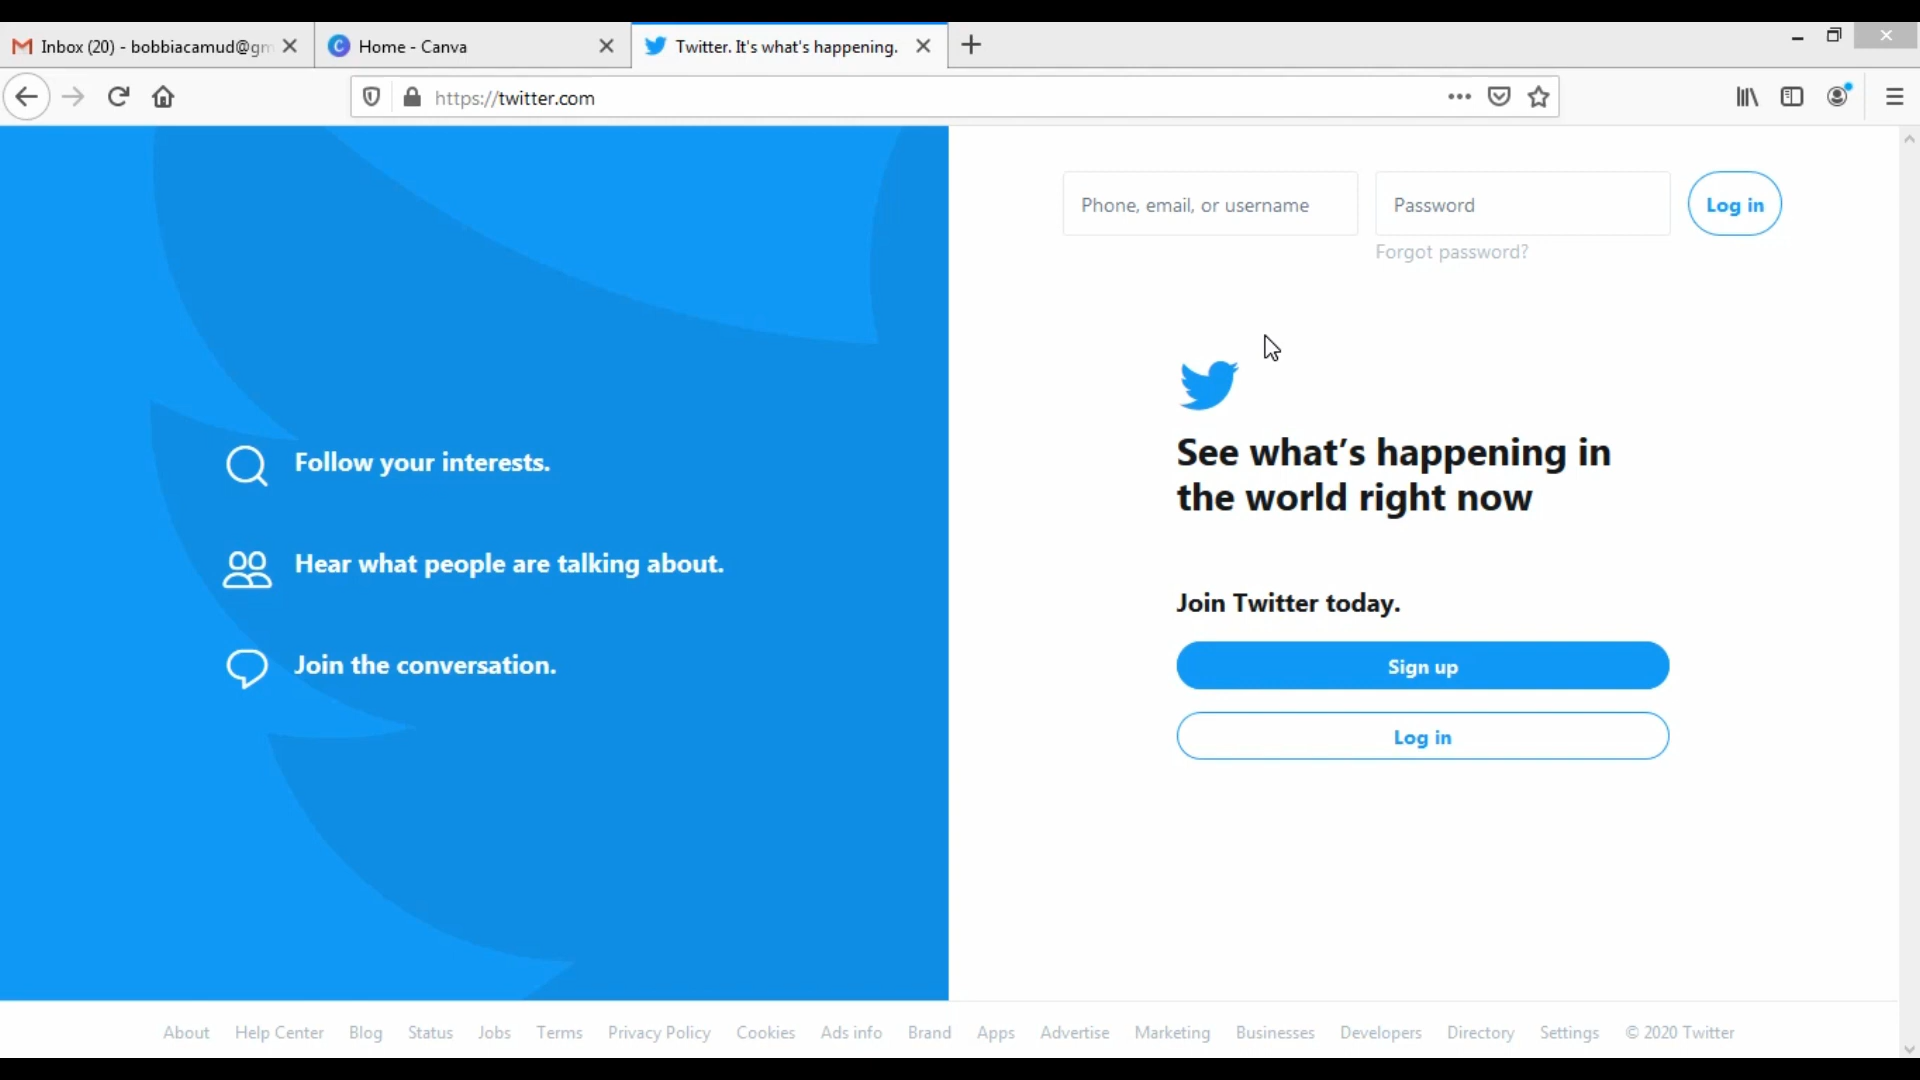 Inbox (20) - bobbiacamud@gm
Home - Canva
Twitter. It's what's happening.
https://twitter.com
Phone, email, or username
Password
Log in
Forgot password?
See what’s happening in
the world right now
Follow your interests.
Hear what people are talking about.
Join the conversation.
Join Twitter today.
Sign up
Log in
About Help Center Blog Status Jobs Terms Privacy Policy Cookies Ads info Brand Apps Advertise Marketing Businesses Developers Directory Settings © 2020 Twitter